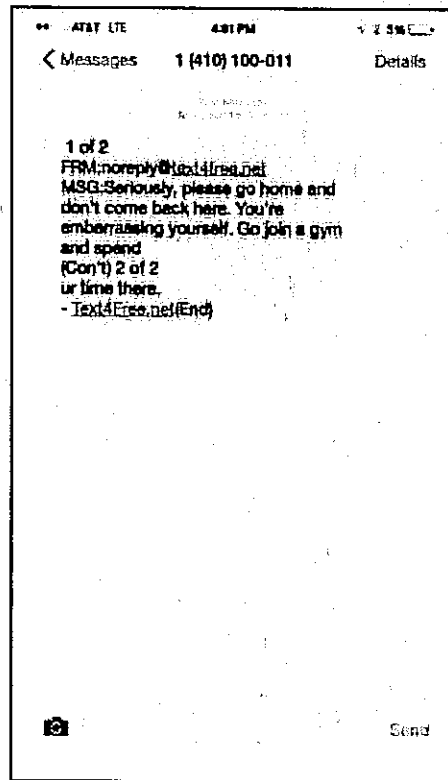 AT&T LTE 4:01 PM
Messages 1 (410) 100-011 Details
1 of 2
FRM:noreply@text4free.net
MSG:Seriously, please go home and
don't come back here. You're
embarrassing yourself. Go join a gym
and spend
(Con't) 2 of 2
ur time there.
- Text4Free.net(End)
Send